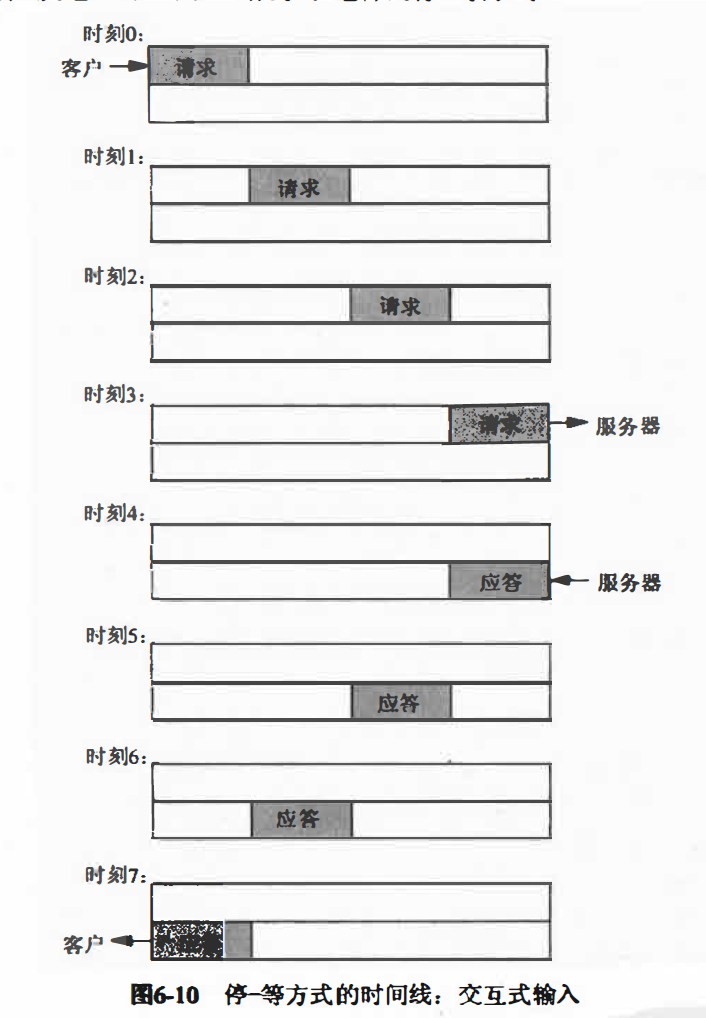 时刻0:
客户
请求
时刻1:
请求
时刻2:
请求
时刻3:
请求
服务器
时刻4:
应答
服务器
时刻5:
应答
时刻6:
应答
时刻7:
客户
图6-10 停-等方式的时间线：交互式输入